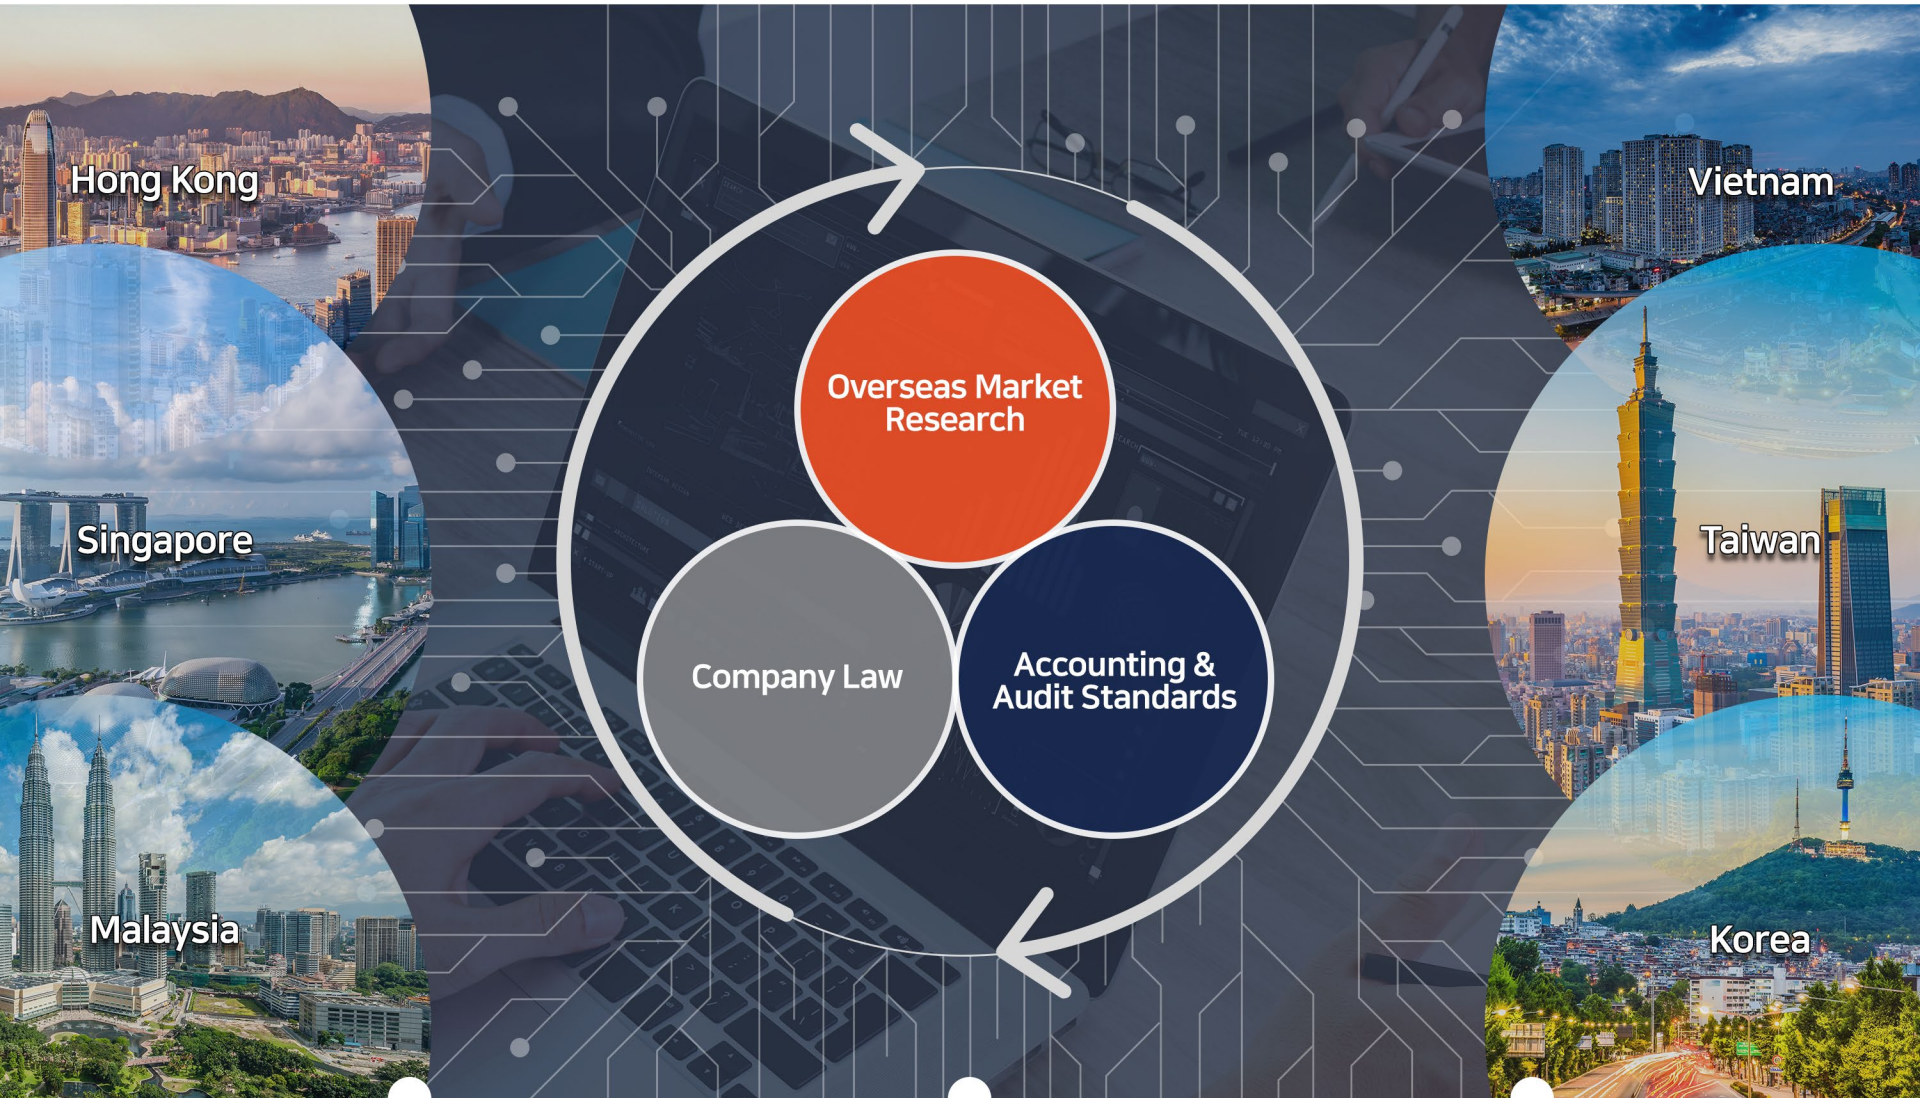 Hong Kong
Singapore
Malaysia
Overseas Market
Research
Company Law
Accounting &
Audit Standards
Vietnam
Taiwan
Korea